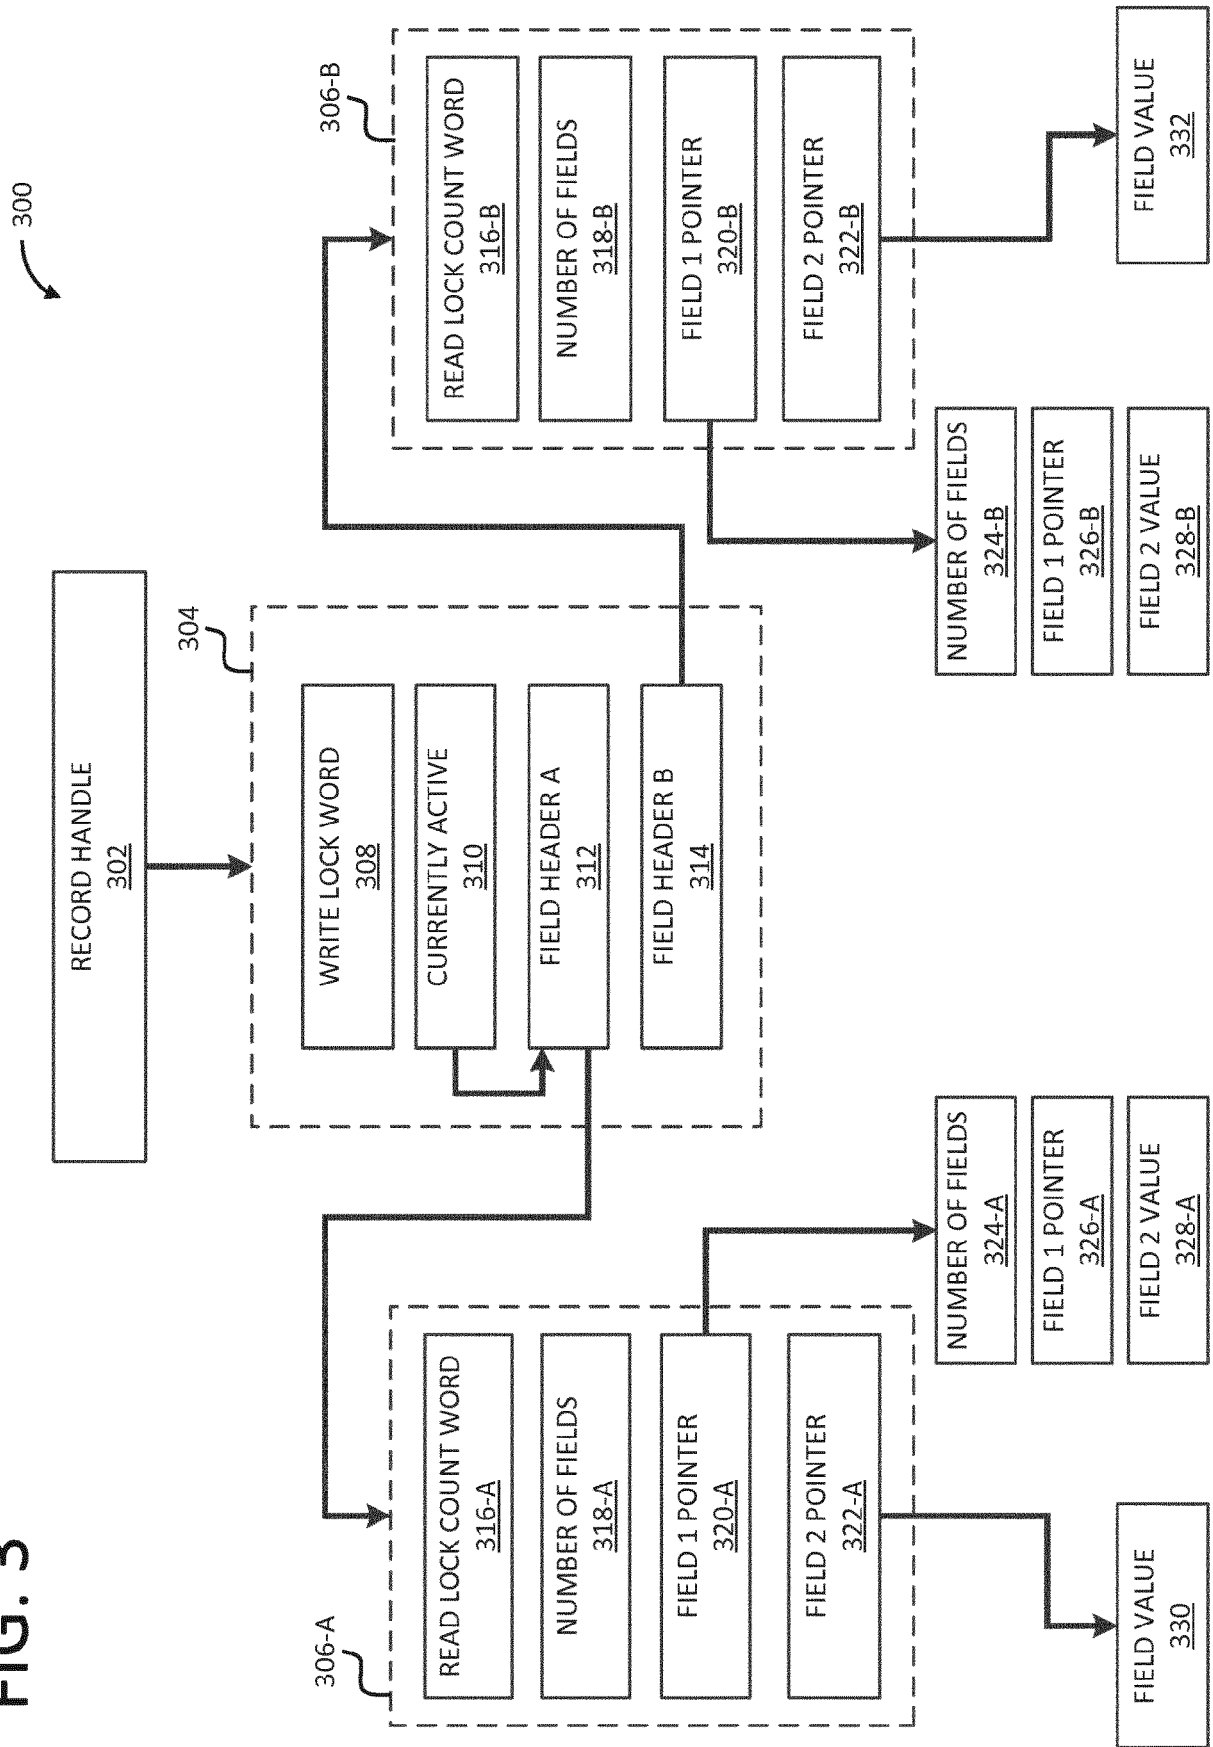 FIG. 3
300
RECORD HANDLE
302
304
WRITE LOCK WORD
308
CURRENTLY ACTIVE
310
FIELD HEADER A
312
FIELD HEADER B
314
306-A
READ LOCK COUNT WORD
316-A
NUMBER OF FIELDS
318-A
FIELD 1 POINTER
320-A
FIELD 2 POINTER
322-A
NUMBER OF FIELDS
324-A
FIELD 1 POINTER
326-A
FIELD 2 VALUE
328-A
FIELD VALUE
330
306-B
READ LOCK COUNT WORD
316-B
NUMBER OF FIELDS
318-B
FIELD 1 POINTER
320-B
FIELD 2 POINTER
322-B
NUMBER OF FIELDS
324-B
FIELD 1 POINTER
326-B
FIELD 2 VALUE
328-B
FIELD VALUE
332